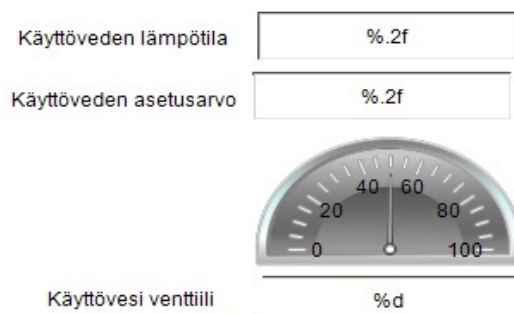 Käyttöveden lämpötila %.2f
Käyttöveden asetusarvo %.2f
40 60
20 80
0 100
Käyttövesi venttiili %d